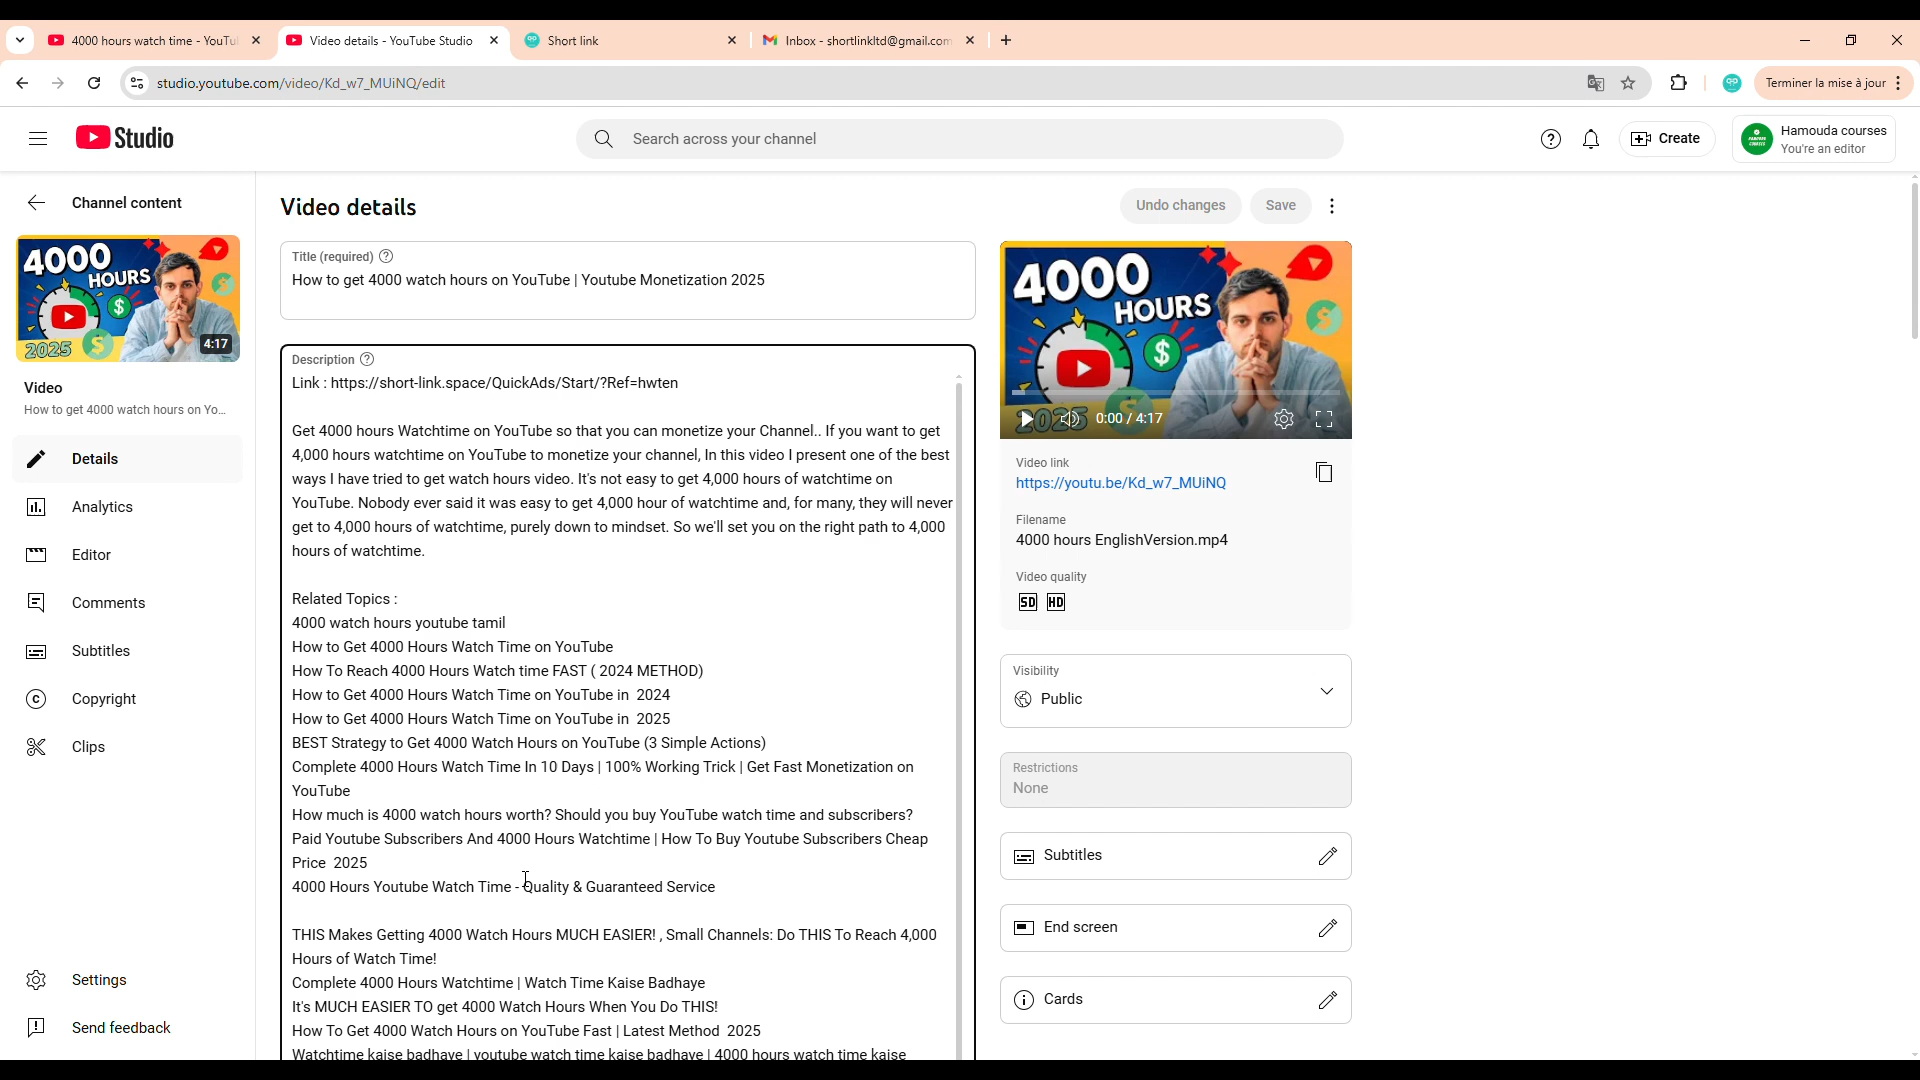 4000 hours watch time - YouTu
Video details - YouTube Studio
Short link
Inbox - shortlinkltd@gmail.com
studio.youtube.com/video/Kd_w7_MUiNQ/edit
Terminer la mise à jour
Studio
Search across your channel
Create
Hamouda courses
You're an editor
Channel content
4000
HOURS
2025
4:17
Video
How to get 4000 watch hours on Yo...
Details
Analytics
Editor
Comments
Subtitles
Copyright
Clips
Settings
Send feedback
Video details
Undo changes
Save
Title (required)
How to get 4000 watch hours on YouTube | Youtube Monetization 2025
Description
Link : https://short-link.space/QuickAds/Start/?Ref=hwten
Get 4000 hours Watchtime on YouTube so that you can monetize your Channel.. If you want to get
4,000 hours watchtime on YouTube to monetize your channel, In this video I present one of the best
ways I have tried to get watch hours video. It's not easy to get 4,000 hours of watchtime on
YouTube. Nobody ever said it was easy to get 4,000 hour of watchtime and, for many, they will never
get to 4,000 hours of watchtime, purely down to mindset. So we'll set you on the right path to 4,000
hours of watchtime.
Related Topics :
4000 watch hours youtube tamil
How to Get 4000 Hours Watch Time on YouTube
How To Reach 4000 Hours Watch time FAST ( 2024 METHOD)
How to Get 4000 Hours Watch Time on YouTube in  2024
How to Get 4000 Hours Watch Time on YouTube in  2025
BEST Strategy to Get 4000 Watch Hours on YouTube (3 Simple Actions)
Complete 4000 Hours Watch Time In 10 Days | 100% Working Trick | Get Fast Monetization on
YouTube
How much is 4000 watch hours worth? Should you buy YouTube watch time and subscribers?
Paid Youtube Subscribers And 4000 Hours Watchtime | How To Buy Youtube Subscribers Cheap
Price  2025
4000 Hours Youtube Watch Time - Quality & Guaranteed Service
THIS Makes Getting 4000 Watch Hours MUCH EASIER! , Small Channels: Do THIS To Reach 4,000
Hours of Watch Time!
Complete 4000 Hours Watchtime | Watch Time Kaise Badhaye
It's MUCH EASIER TO get 4000 Watch Hours When You Do THIS!
How To Get 4000 Watch Hours on YouTube Fast | Latest Method  2025
Watchtime kaise badhaye | youtube watch time kaise badhaye | 4000 hours watch time kaise
4000
HOURS
2025
0:00 / 4:17
Video link
https://youtu.be/Kd_w7_MUiNQ
Filename
4000 hours EnglishVersion.mp4
Video quality
SD HD
Visibility
Public
Restrictions
None
Subtitles
End screen
Cards